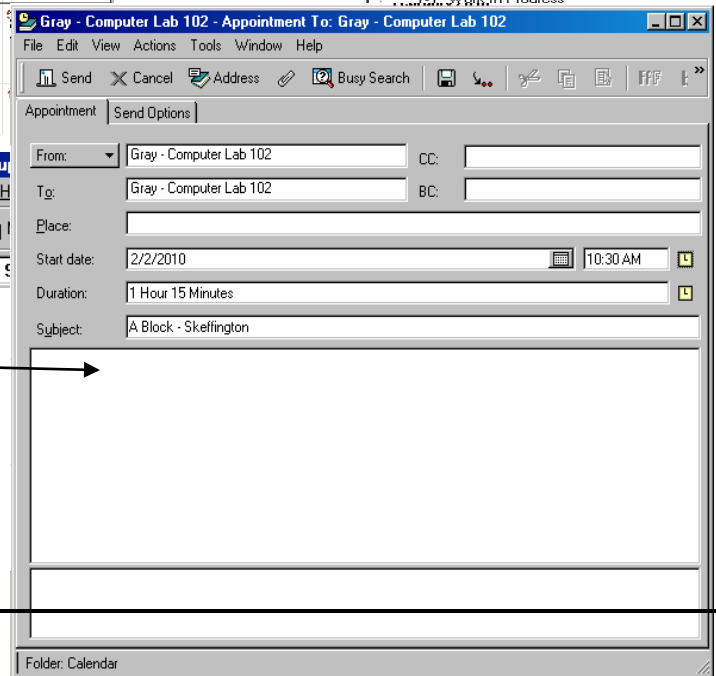 Gray - Computer Lab 102 - Appointment To: Gray - Computer Lab 102
File Edit View Actions Tools Window Help
Send Cancel Address Busy Search
Appointment Send Options
From: Gray - Computer Lab 102 CC:
To: Gray - Computer Lab 102 BC:
Place:
Start date: 2/2/2010 10:30 AM
Duration: 1 Hour 15 Minutes
Subject: A Block - Skeffington
Folder: Calendar